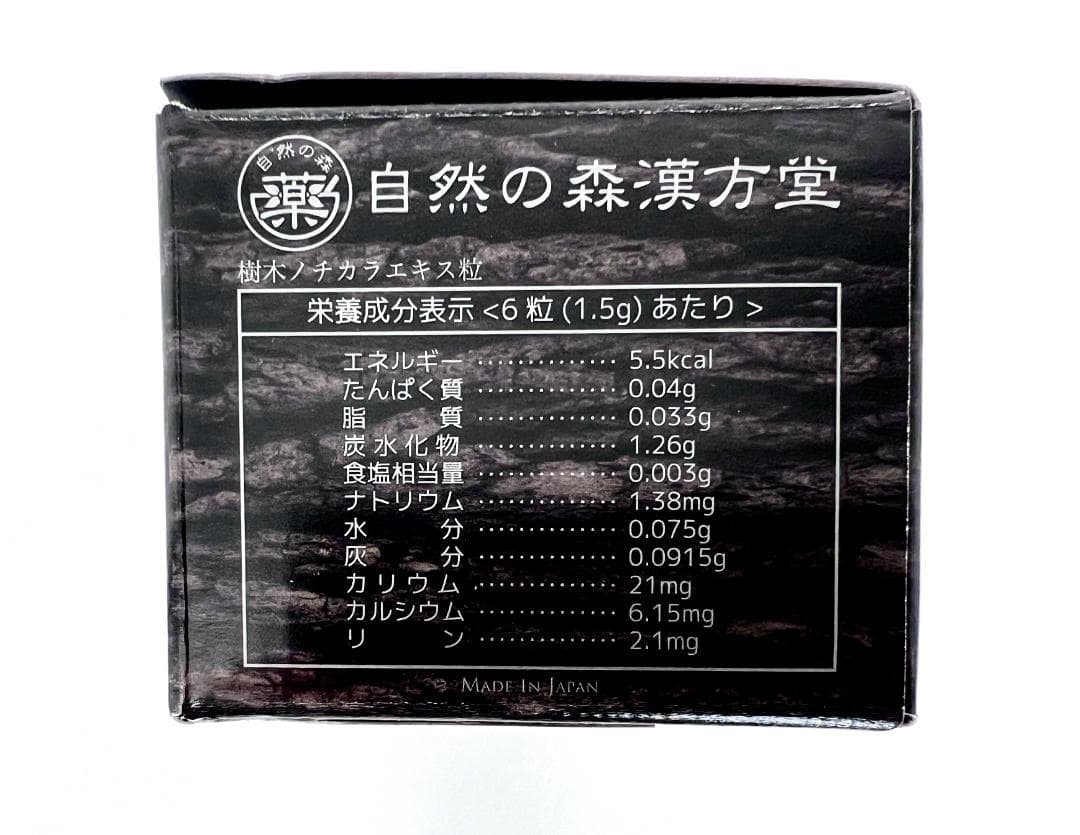 自然の森
薬
自然の森漢方堂
樹木ノチカラエキス粒
栄養成分表示 <6 粒 (1.5g) あたり >
エネルギー ·············· 5.5kcal
たんぱく質 ·············· 0.04g
脂 質 ·············· 0.033g
炭水化物 ·············· 1.26g
食塩相当量 ·············· 0.003g
ナトリウム ·············· 1.38mg
水 分 ·············· 0.075g
灰 分 ·············· 0.0915g
カリウム ·············· 21mg
カルシウム ·············· 6.15mg
リ ン ·············· 2.1mg
Made In Japan